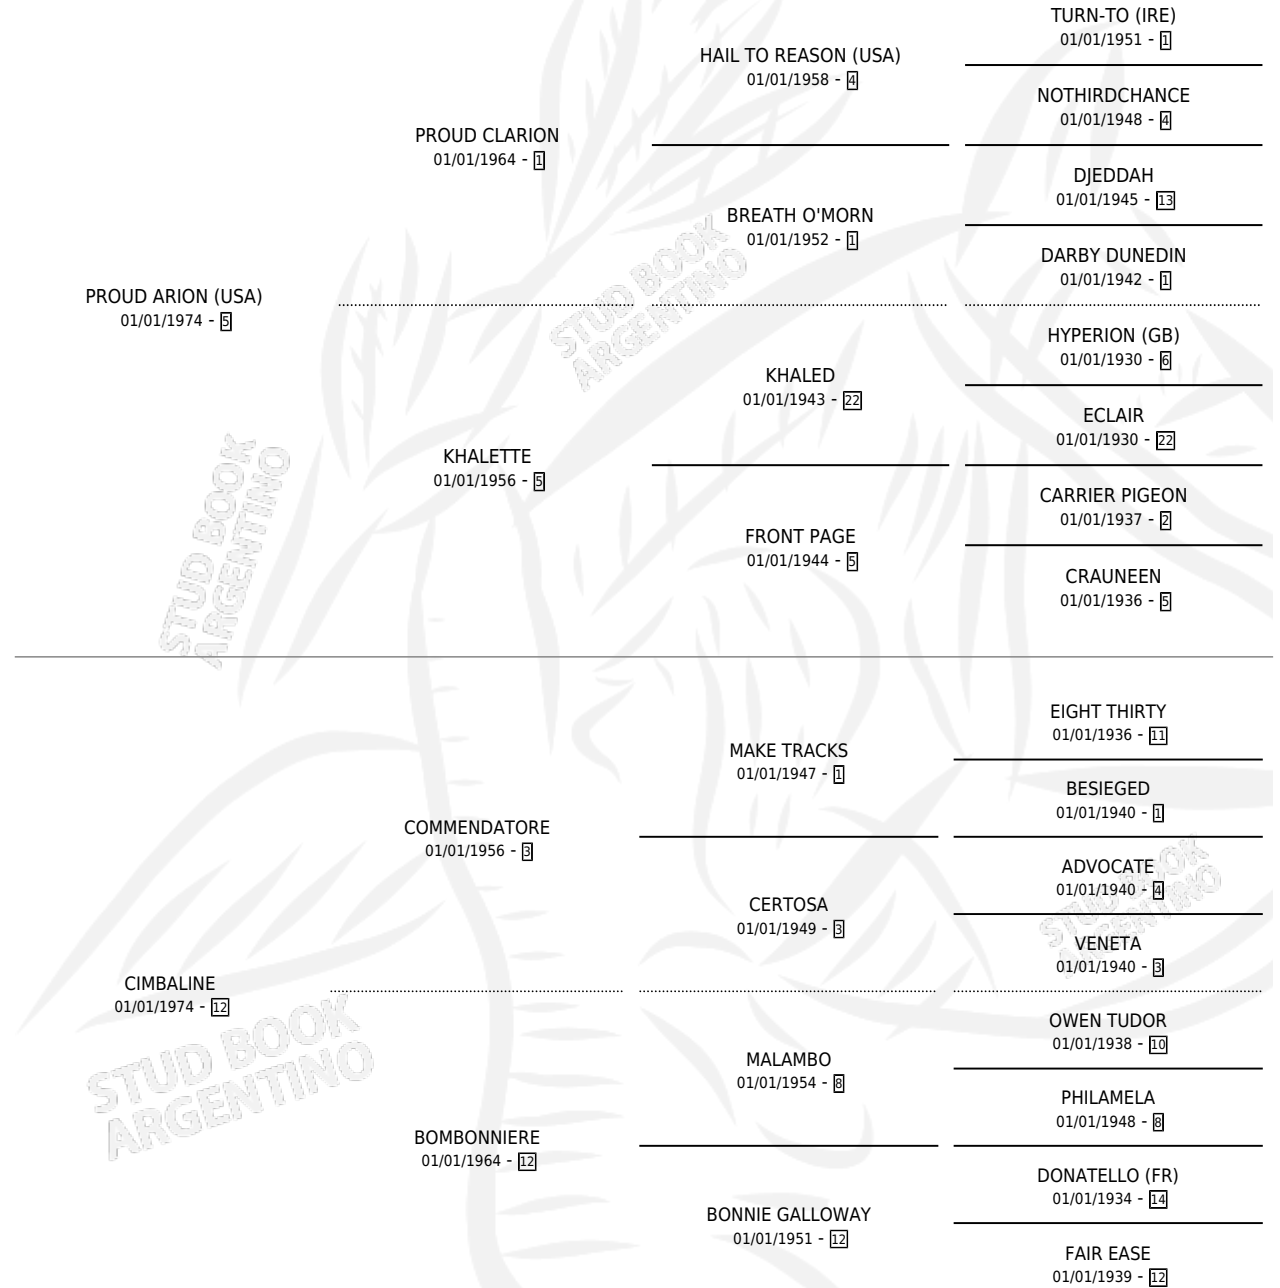 TURN-TO (IRE)
01/01/1951 - 1
HAIL TO REASON (USA)
01/01/1958 - 4
NOTHIRDCHANCE
01/01/1948 - 4
PROUD CLARION
01/01/1964 - 1
DJEDDAH
01/01/1945 - 13
BREATH O'MORN
01/01/1952 - 1
DARBY DUNEDIN
01/01/1942 - 1
PROUD ARION (USA)
01/01/1974 - 5
HYPERION (GB)
01/01/1930 - 6
KHALED
01/01/1943 - 22
ECLAIR
01/01/1930 - 22
KHALETTE
01/01/1956 - 5
CARRIER PIGEON
01/01/1937 - 2
FRONT PAGE
01/01/1944 - 5
CRAUNEEN
01/01/1936 - 5
STUD BOOK
ARGENTINO
STUD BOOK
ARGENTINO
EIGHT THIRTY
01/01/1936 - 11
MAKE TRACKS
01/01/1947 - 1
BESIEGED
01/01/1940 - 1
COMMENDATORE
01/01/1956 - 3
ADVOCATE
01/01/1940 - 4
CERTOSA
01/01/1949 - 3
VENETA
01/01/1940 - 3
CIMBALINE
01/01/1974 - 12
OWEN TUDOR
01/01/1938 - 10
MALAMBO
01/01/1954 - 8
PHILAMELA
01/01/1948 - 8
BOMBONNIERE
01/01/1964 - 12
DONATELLO (FR)
01/01/1934 - 14
BONNIE GALLOWAY
01/01/1951 - 12
FAIR EASE
01/01/1939 - 12
STUD BOOK
ARGENTINO
STUD BOOK
ARGENTINO